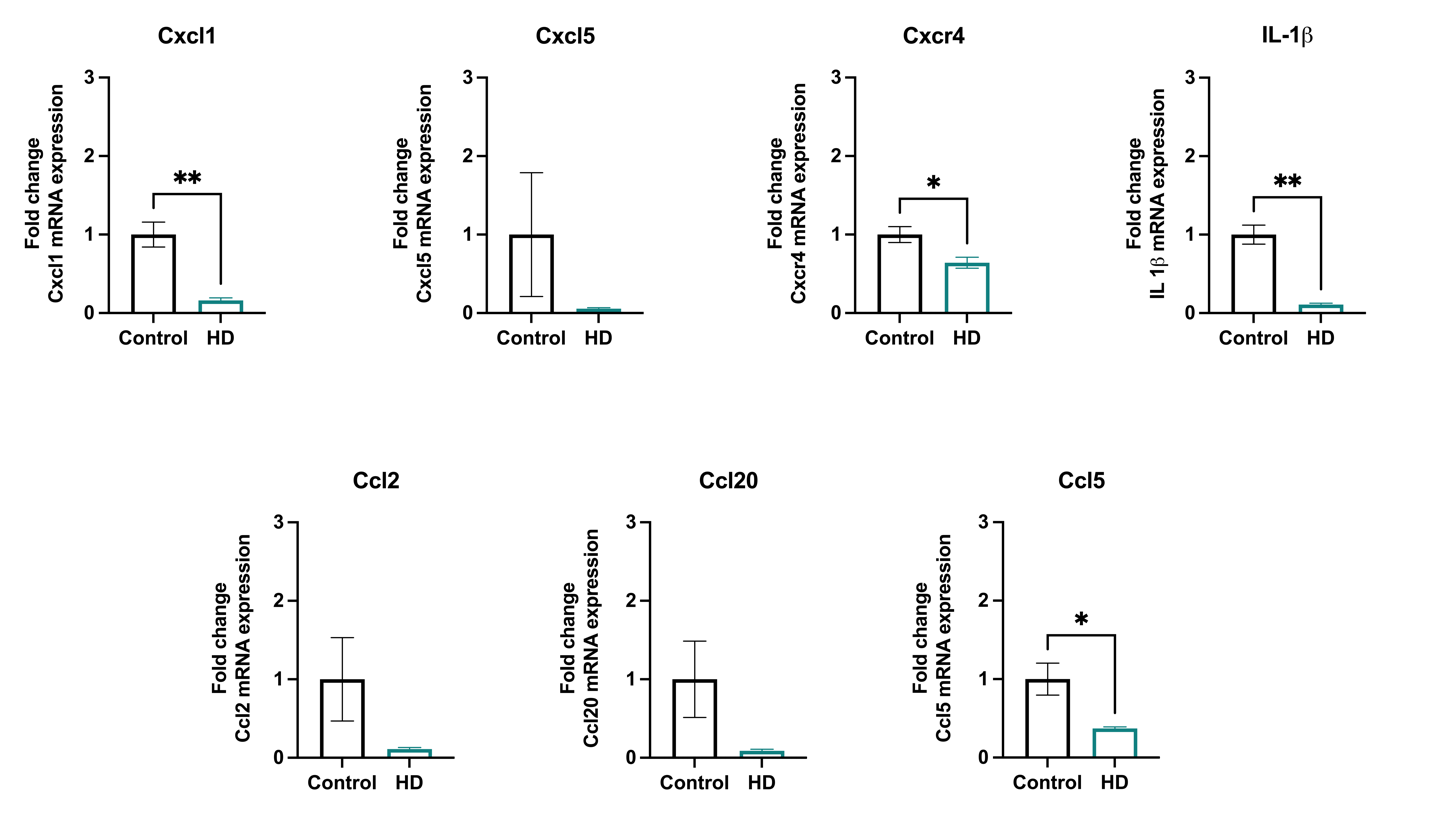 Cxcl1
Fold change
Cxcl1 mRNA expression
3
2
1
0
**
Control HD
Cxcl5
Fold change
Cxcl5 mRNA expression
3
2
1
0
Control HD
Cxcr4
Fold change
Cxcr4 mRNA expression
3
2
1
0
*
Control HD
IL-1β
Fold change
IL 1β mRNA expression
3
2
1
0
**
Control HD
Ccl2
Fold change
Ccl2 mRNA expression
3
2
1
0
Control HD
Ccl20
Fold change
Ccl20 mRNA expression
3
2
1
0
Control HD
Ccl5
Fold change
Ccl5 mRNA expression
3
2
1
0
*
Control HD